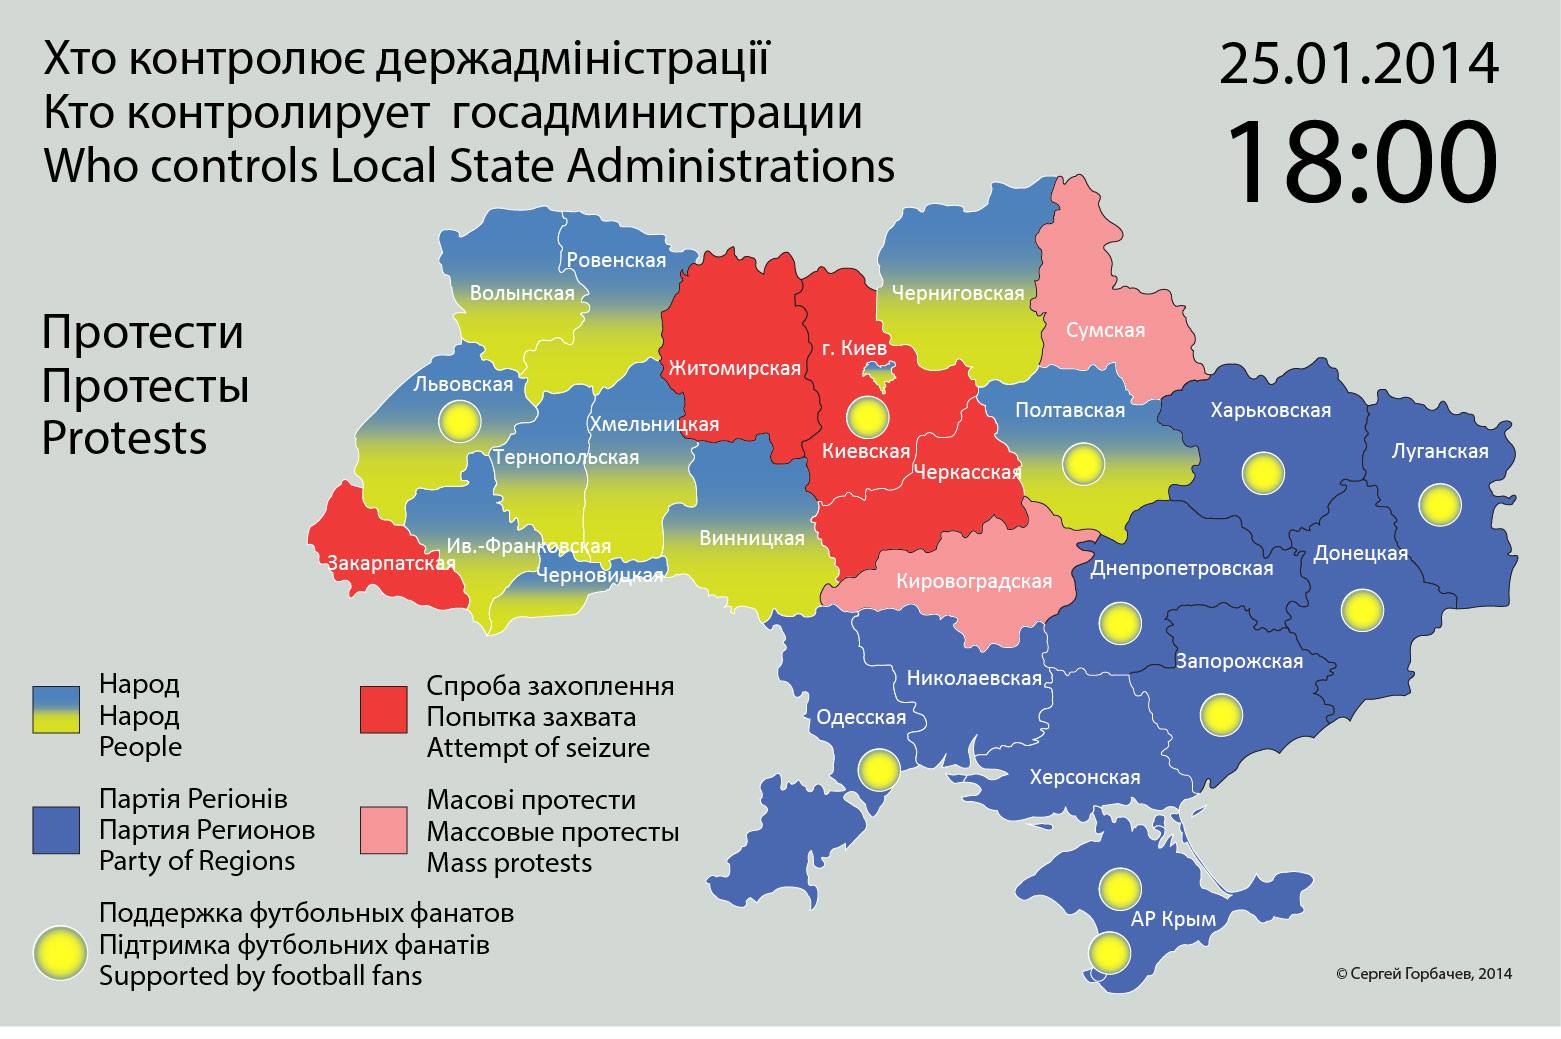 Хто контролює держадміністрації
Кто контролирует госадминистрации
Who controls Local State Administrations
25.01.2014
18:00
Протести
Протесты
Protests
Ровенская
Волынская
Черниговская
Сумская
г. Киев
Житомирская
Львовская
Хмельницкая
Тернопольская
Киевская
Черкасская
Полтавская
Харьковская
Луганская
Винницкая
Ив.-Франковская
Закарпатская
Черновицкая
Кировоградская
Днепропетровская
Донецкая
Запорожская
Николаевская
Одесская
Херсонская
АР Крым
Народ
Народ
People
Спроба захоплення
Попытка захвата
Attempt of seizure
Партія Регіонів
Партия Регионов
Party of Regions
Масові протести
Массовые протесты
Mass protests
Поддержка футбольных фанатов
Підтримка футбольних фанатів
Supported by football fans
© Сергей Горбачев, 2014